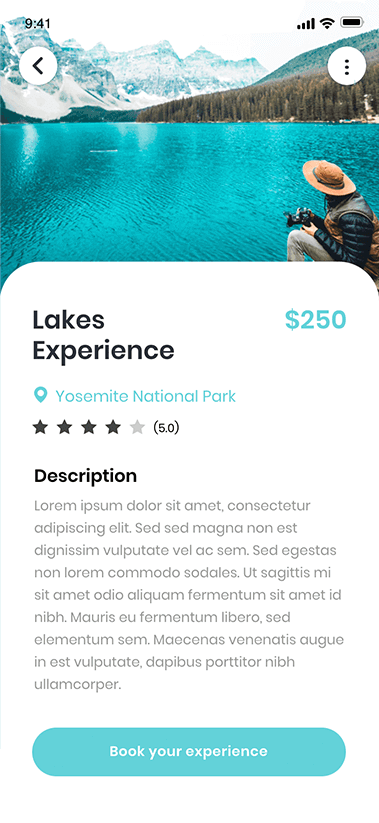 9:41
Lakes
Experience
$250
Yosemite National Park
(5.0)
Description
Lorem ipsum dolor sit amet, consectetur
adipiscing elit. Sed sed magna non est
dignissim vulputate vel ac sem. Sed egestas
non lorem commodo sodales. Ut sagittis mi
sit amet odio aliquam fermentum sit amet id
nibh. Mauris eu fermentum libero, sed
elementum sem. Maecenas venenatis augue
in est vulputate, dapibus porttitor nibh
ullamcorper.
Book your experience